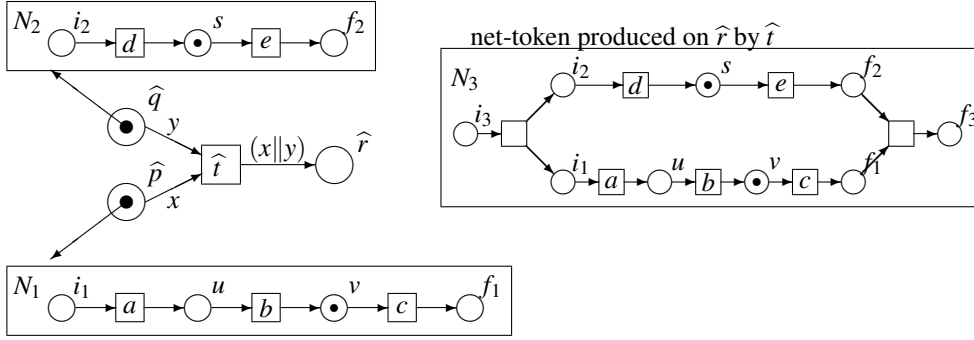 N₂ i₂ d s e f₂
net-token produced on r̂ by t̂
N₃ i₃ i₂ d s e f₂ f₃
i₁ a u b v c f₁
q̂
y
p̂
x
t̂ (x||y) r̂
N₁ i₁ a u b v c f₁